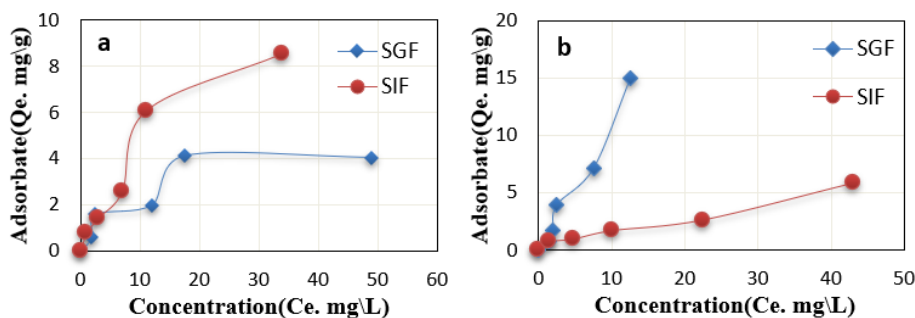 a
SGF
SIF
Adsorbate(Qe. mg\g)
10
8
6
4
2
0
0 10 20 30 40 50 60
Concentration(Ce. mg\L)
b
SGF
SIF
Adsorbate(Qe. mg\g)
20
15
10
5
0
0 10 20 30 40 50
Concentration(Ce. mg\L)